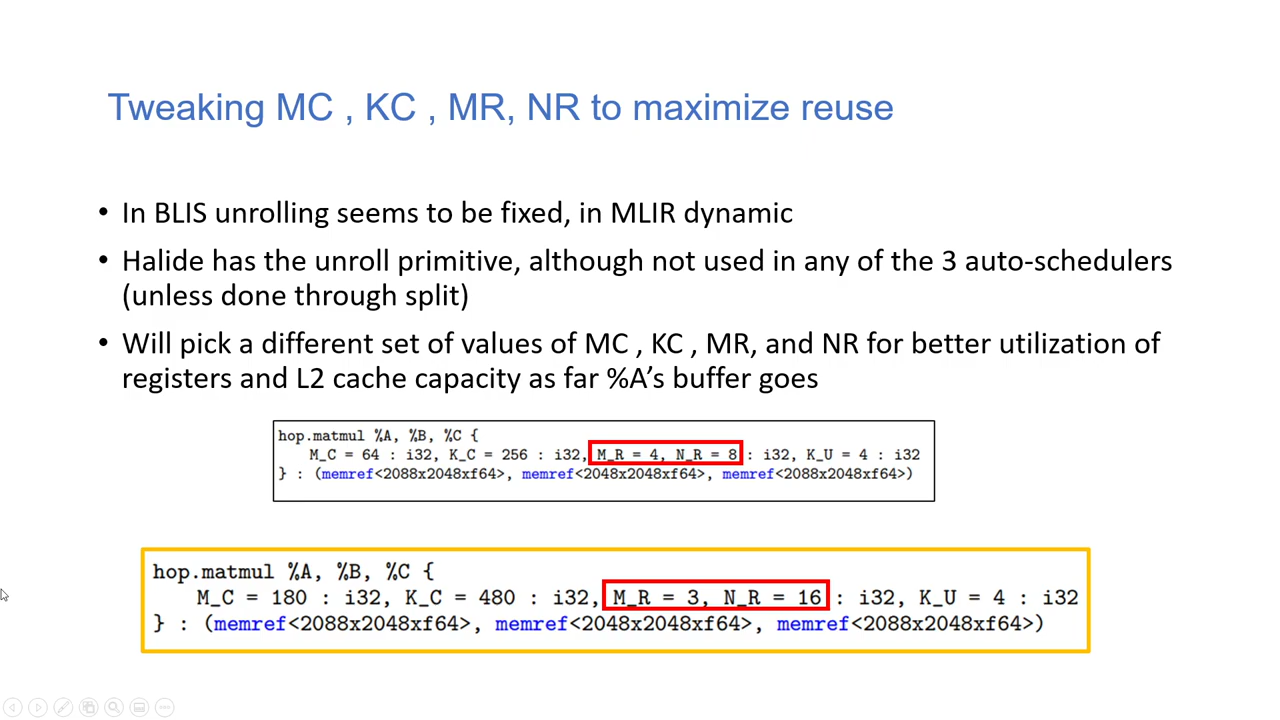 Tweaking MC , KC , MR, NR to maximize reuse
• In BLIS unrolling seems to be fixed, in MLIR dynamic
• Halide has the unroll primitive, although not used in any of the 3 auto-schedulers
(unless done through split)
• Will pick a different set of values of MC , KC , MR, and NR for better utilization of
registers and L2 cache capacity as far %A’s buffer goes
hop.matmul %A, %B, %C {
M_C = 64 : i32, K_C = 256 : i32, M_R = 4, N_R = 8 : i32, K_U = 4 : i32
} : (memref<2088x2048xf64>, memref<2048x2048xf64>, memref<2088x2048xf64>)
hop.matmul %A, %B, %C {
M_C = 180 : i32, K_C = 480 : i32, M_R = 3, N_R = 16 : i32, K_U = 4 : i32
} : (memref<2088x2048xf64>, memref<2048x2048xf64>, memref<2088x2048xf64>)